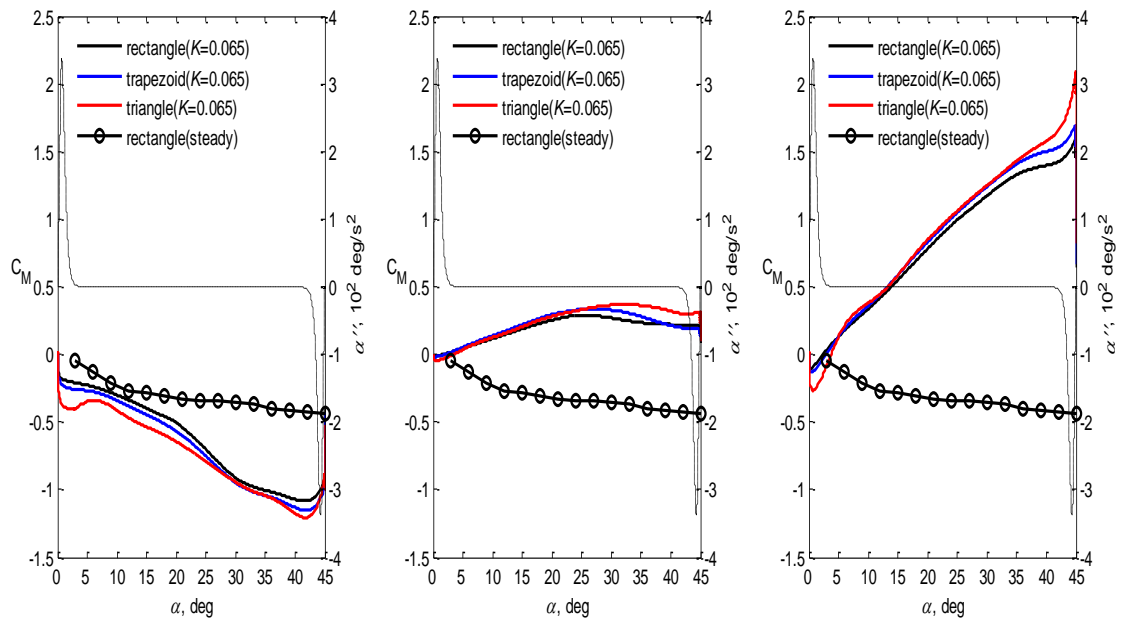 2.5
2
1.5
1
0.5
0
-0.5
-1
-1.5
C_M
rectangle(K=0.065)
trapezoid(K=0.065)
triangle(K=0.065)
rectangle(steady)
4
3
2
1
0
-1
-2
-3
-4
α´´, 10² deg/s²
0 5 10 15 20 25 30 35 40 45
α, deg
2.5
2
1.5
1
0.5
0
-0.5
-1
-1.5
C_M
rectangle(K=0.065)
trapezoid(K=0.065)
triangle(K=0.065)
rectangle(steady)
4
3
2
1
0
-1
-2
-3
-4
α´´, 10² deg/s²
0 5 10 15 20 25 30 35 40 45
α, deg
2.5
2
1.5
1
0.5
0
-0.5
-1
-1.5
C_M
rectangle(K=0.065)
trapezoid(K=0.065)
triangle(K=0.065)
rectangle(steady)
4
3
2
1
0
-1
-2
-3
-4
α´´, 10² deg/s²
0 5 10 15 20 25 30 35 40 45
α, deg